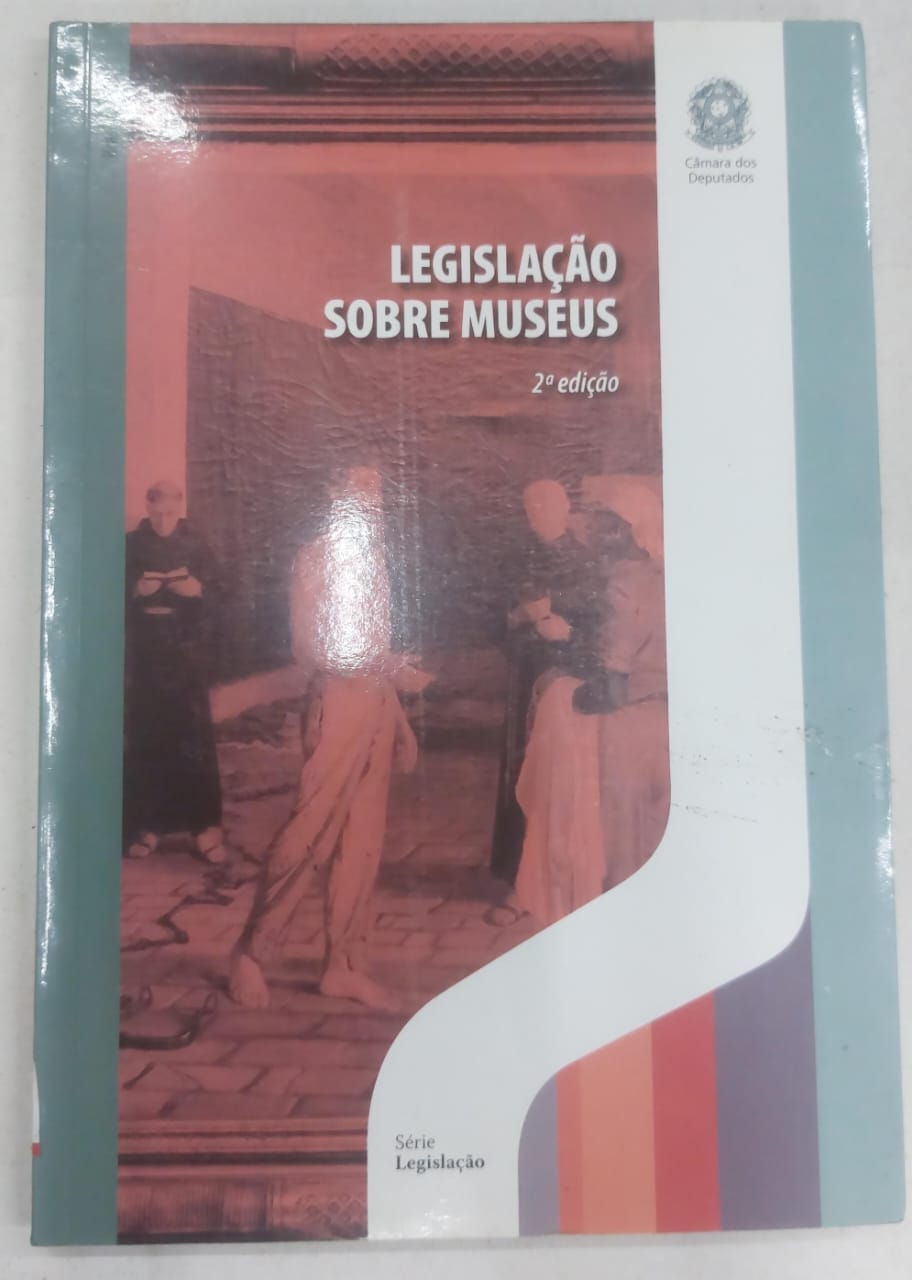 Câmara dos
Deputados
LEGISLAÇÃO
SOBRE MUSEUS
2ª edição
Série
Legislação